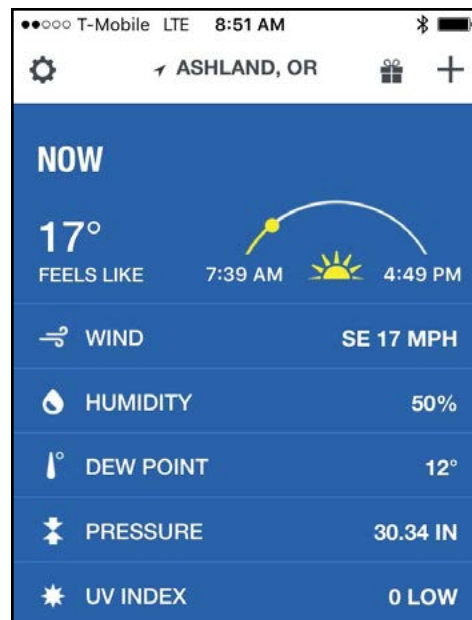 T-Mobile LTE 8:51 AM
ASHLAND, OR
NOW
17°
FEELS LIKE 7:39 AM 4:49 PM
WIND SE 17 MPH
HUMIDITY 50%
DEW POINT 12°
PRESSURE 30.34 IN
UV INDEX 0 LOW